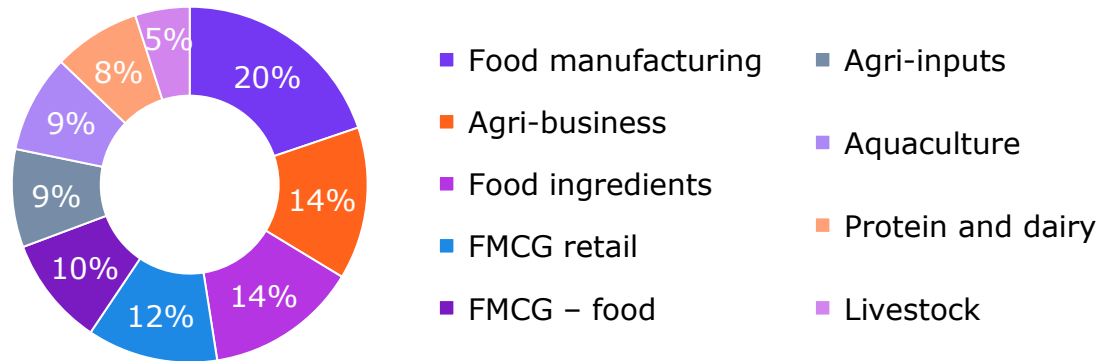 20%
14%
14%
12%
10%
9%
9%
8%
5%
Food manufacturing
Agri-business
Food ingredients
FMCG retail
FMCG – food
Agri-inputs
Aquaculture
Protein and dairy
Livestock